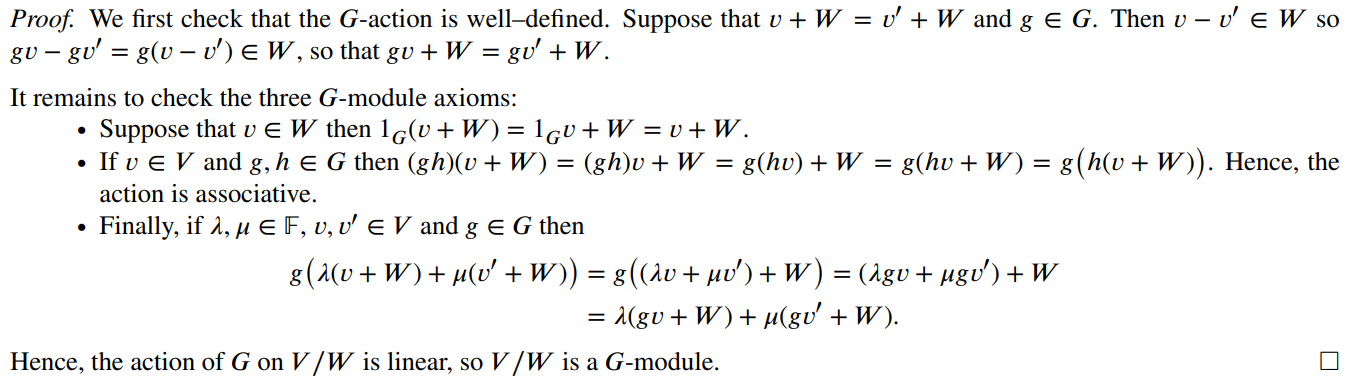 Proof. We first check that the G-action is well–defined. Suppose that v + W = v′ + W and g ∈ G. Then v − v′ ∈ W so
gv − gv′ = g(v − v′) ∈ W, so that gv + W = gv′ + W.
It remains to check the three G-module axioms:
• Suppose that v ∈ W then 1_G(v + W) = 1_Gv + W = v + W.
• If v ∈ V and g, h ∈ G then (gh)(v + W) = (gh)v + W = g(hv) + W = g(hv + W) = g(h(v + W)). Hence, the
action is associative.
• Finally, if λ, μ ∈ 𝔽, v, v′ ∈ V and g ∈ G then
g(λ(v + W) + μ(v′ + W)) = g((λv + μv′) + W) = (λgv + μgv′) + W
= λ(gv + W) + μ(gv′ + W).
Hence, the action of G on V/W is linear, so V/W is a G-module. □